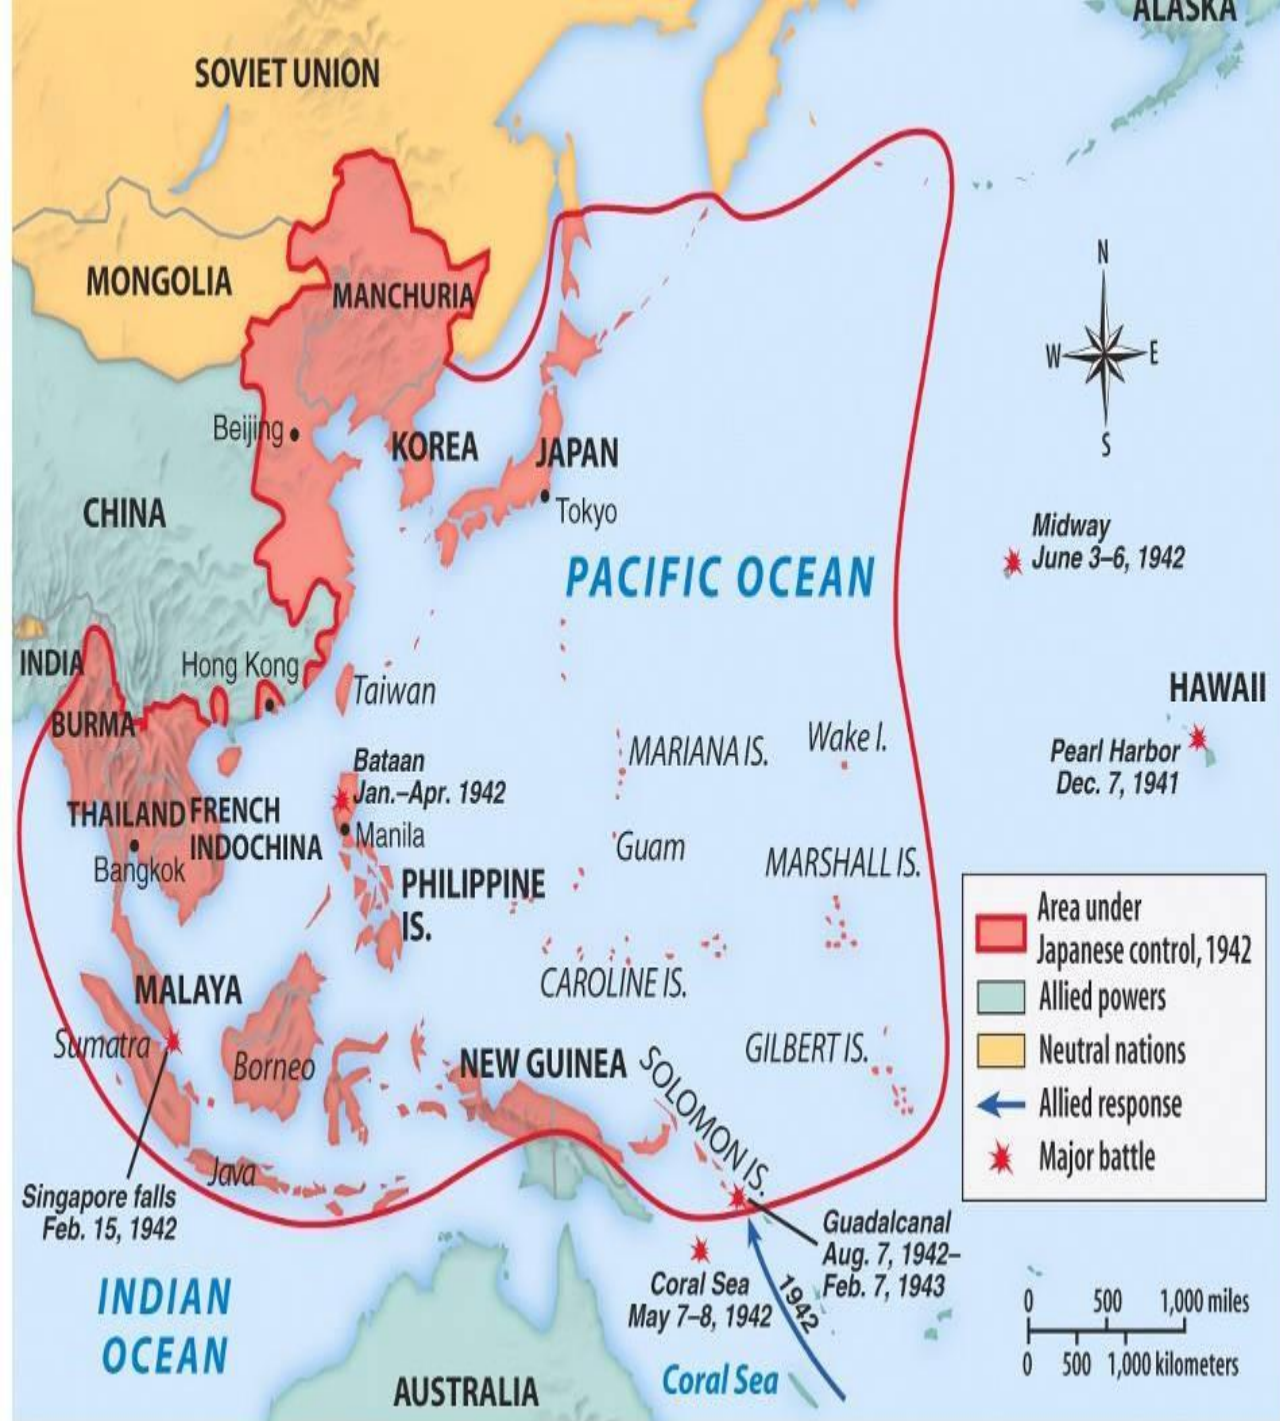 ALASKA
SOVIET UNION
MONGOLIA
MANCHURIA
N
W
E
S
Beijing
KOREA
JAPAN
Tokyo
CHINA
PACIFIC OCEAN
Midway
June 3–6, 1942
INDIA
Hong Kong
Taiwan
BURMA
HAWAII
Pearl Harbor
Dec. 7, 1941
MARIANA IS.
Wake I.
Bataan
Jan.–Apr. 1942
THAILAND
FRENCH
INDOCHINA
Manila
Bangkok
Guam
MARSHALL IS.
PHILIPPINE
IS.
CAROLINE IS.
MALAYA
Sumatra
Borneo
NEW GUINEA
SOLOMON IS.
GILBERT IS.
Java
Singapore falls
Feb. 15, 1942
Guadalcanal
Aug. 7, 1942–
Feb. 7, 1943
Coral Sea
May 7–8, 1942
1942
INDIAN
OCEAN
Coral Sea
AUSTRALIA
Area under
Japanese control, 1942
Allied powers
Neutral nations
Allied response
Major battle
0 500 1,000 miles
0 500 1,000 kilometers